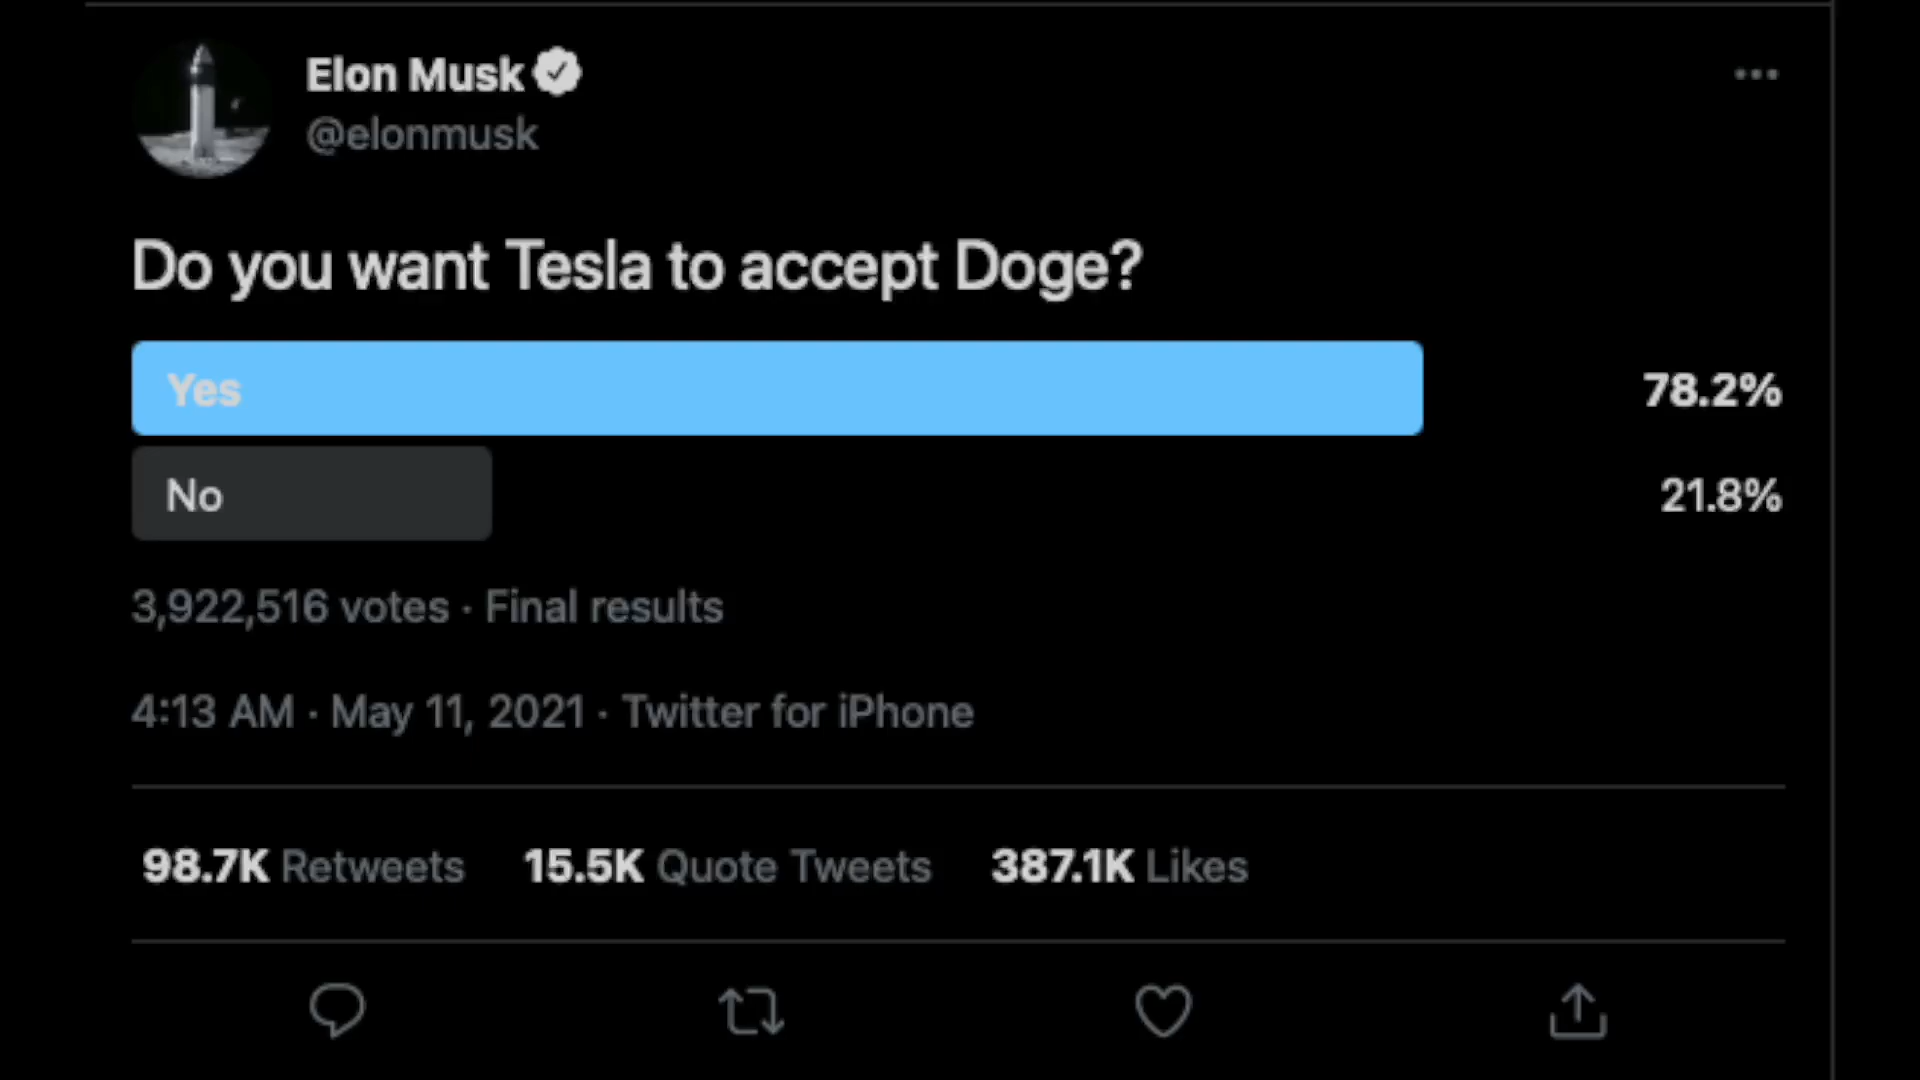 Elon Musk
@elonmusk
Do you want Tesla to accept Doge?
Yes 78.2%
No 21.8%
3,922,516 votes · Final results
4:13 AM · May 11, 2021 · Twitter for iPhone
98.7K Retweets 15.5K Quote Tweets 387.1K Likes